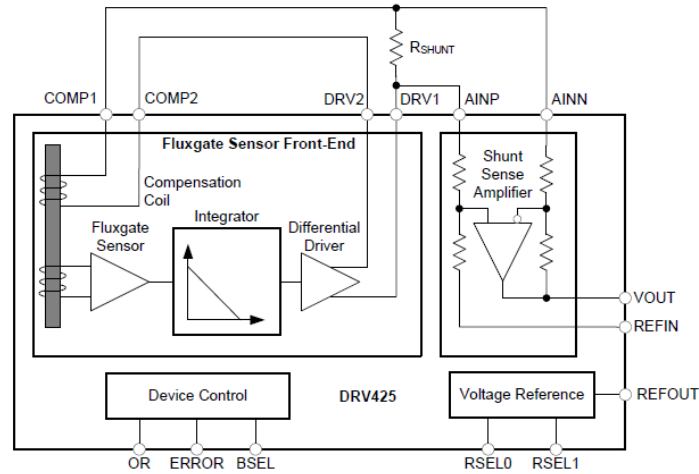 RSHUNT
COMP1
COMP2
DRV2
DRV1
AINP
AINN
Fluxgate Sensor Front-End
Compensation
Coil
Fluxgate
Sensor
Integrator
Differential
Driver
Shunt
Sense
Amplifier
VOUT
REFIN
Device Control
DRV425
Voltage Reference
REFOUT
OR
ERROR
BSEL
RSEL0
RSEL1